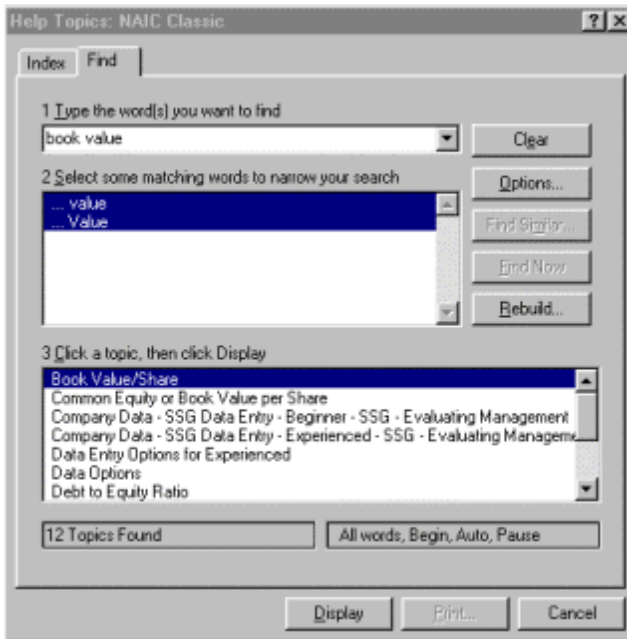 Help Topics: NAIC Classic
Index Find
1 Type the word(s) you want to find
book value
Clear
2 Select some matching words to narrow your search
Options...
... value
... Value
Find Similar...
Find Now
Rebuild...
3 Click a topic, then click Display
Book Value/Share
Common Equity or Book Value per Share
Company Data - SSG Data Entry - Beginner - SSG - Evaluating Management
Company Data - SSG Data Entry - Experienced - SSG - Evaluating Manageme
Data Entry Options for Experienced
Data Options
Debt to Equity Ratio
12 Topics Found
All words, Begin, Auto, Pause
Display Print... Cancel